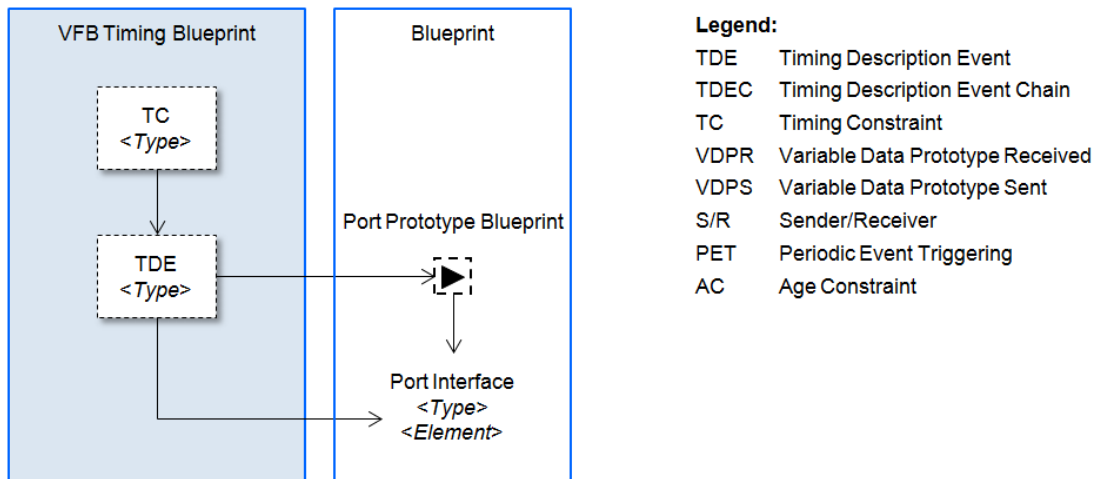 VFB Timing Blueprint
Blueprint
TC
<Type>
TDE
<Type>
Port Prototype Blueprint
Port Interface
<Type>
<Element>
Legend:
TDE Timing Description Event
TDEC Timing Description Event Chain
TC Timing Constraint
VDPR Variable Data Prototype Received
VDPS Variable Data Prototype Sent
S/R Sender/Receiver
PET Periodic Event Triggering
AC Age Constraint